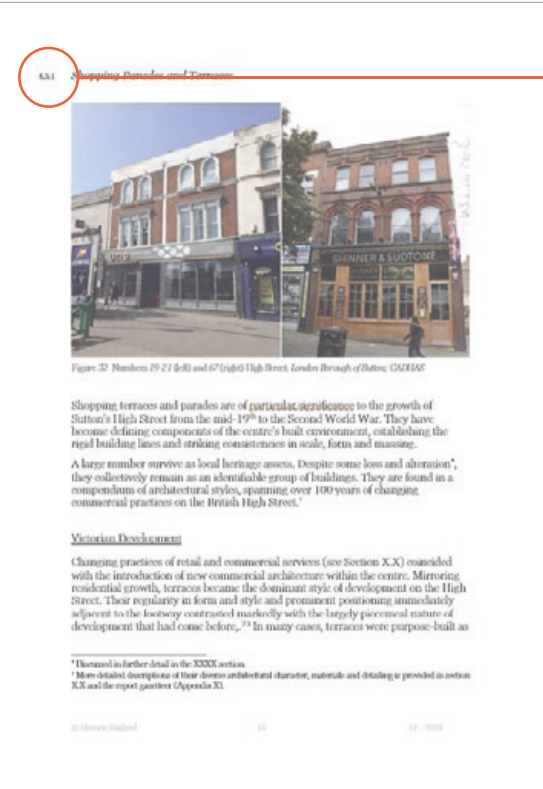 4.5.1 Shopping Parades and Terraces
SHINNER & SUDTONE
Figure 32 Numbers 19-21 (left) and 67 (right) High Street. London Borough of Sutton; CADHAS
Shopping terraces and parades are of particular significance to the growth of
Sutton's High Street from the mid-19th to the Second World War. They have
become defining components of the centre's built environment, establishing the
rigid building lines and striking consistencies in scale, form and massing.
A large number survive as local heritage assets. Despite some loss and alteration*,
they collectively remain as an identifiable group of buildings. They are found in a
compendium of architectural styles, spanning over 100 years of changing
commercial practices on the British High Street.†
Victorian Development
Changing practices of retail and commercial services (see Section X.X) coincided
with the introduction of new commercial architecture within the centre. Mirroring
residential growth, terraces became the dominant style of development on the High
Street. Their regularity in form and style and prominent positioning immediately
adjacent to the footway contrasted markedly with the largely piecemeal nature of
development that had come before,.73 In many cases, terraces were purpose-built as
* Discussed in further detail in the XXXX section.
† More detailed descriptions of their diverse architectural character, materials and detailing is provided in section
X.X and the report gazetteer (Appendix X).
© Historic England